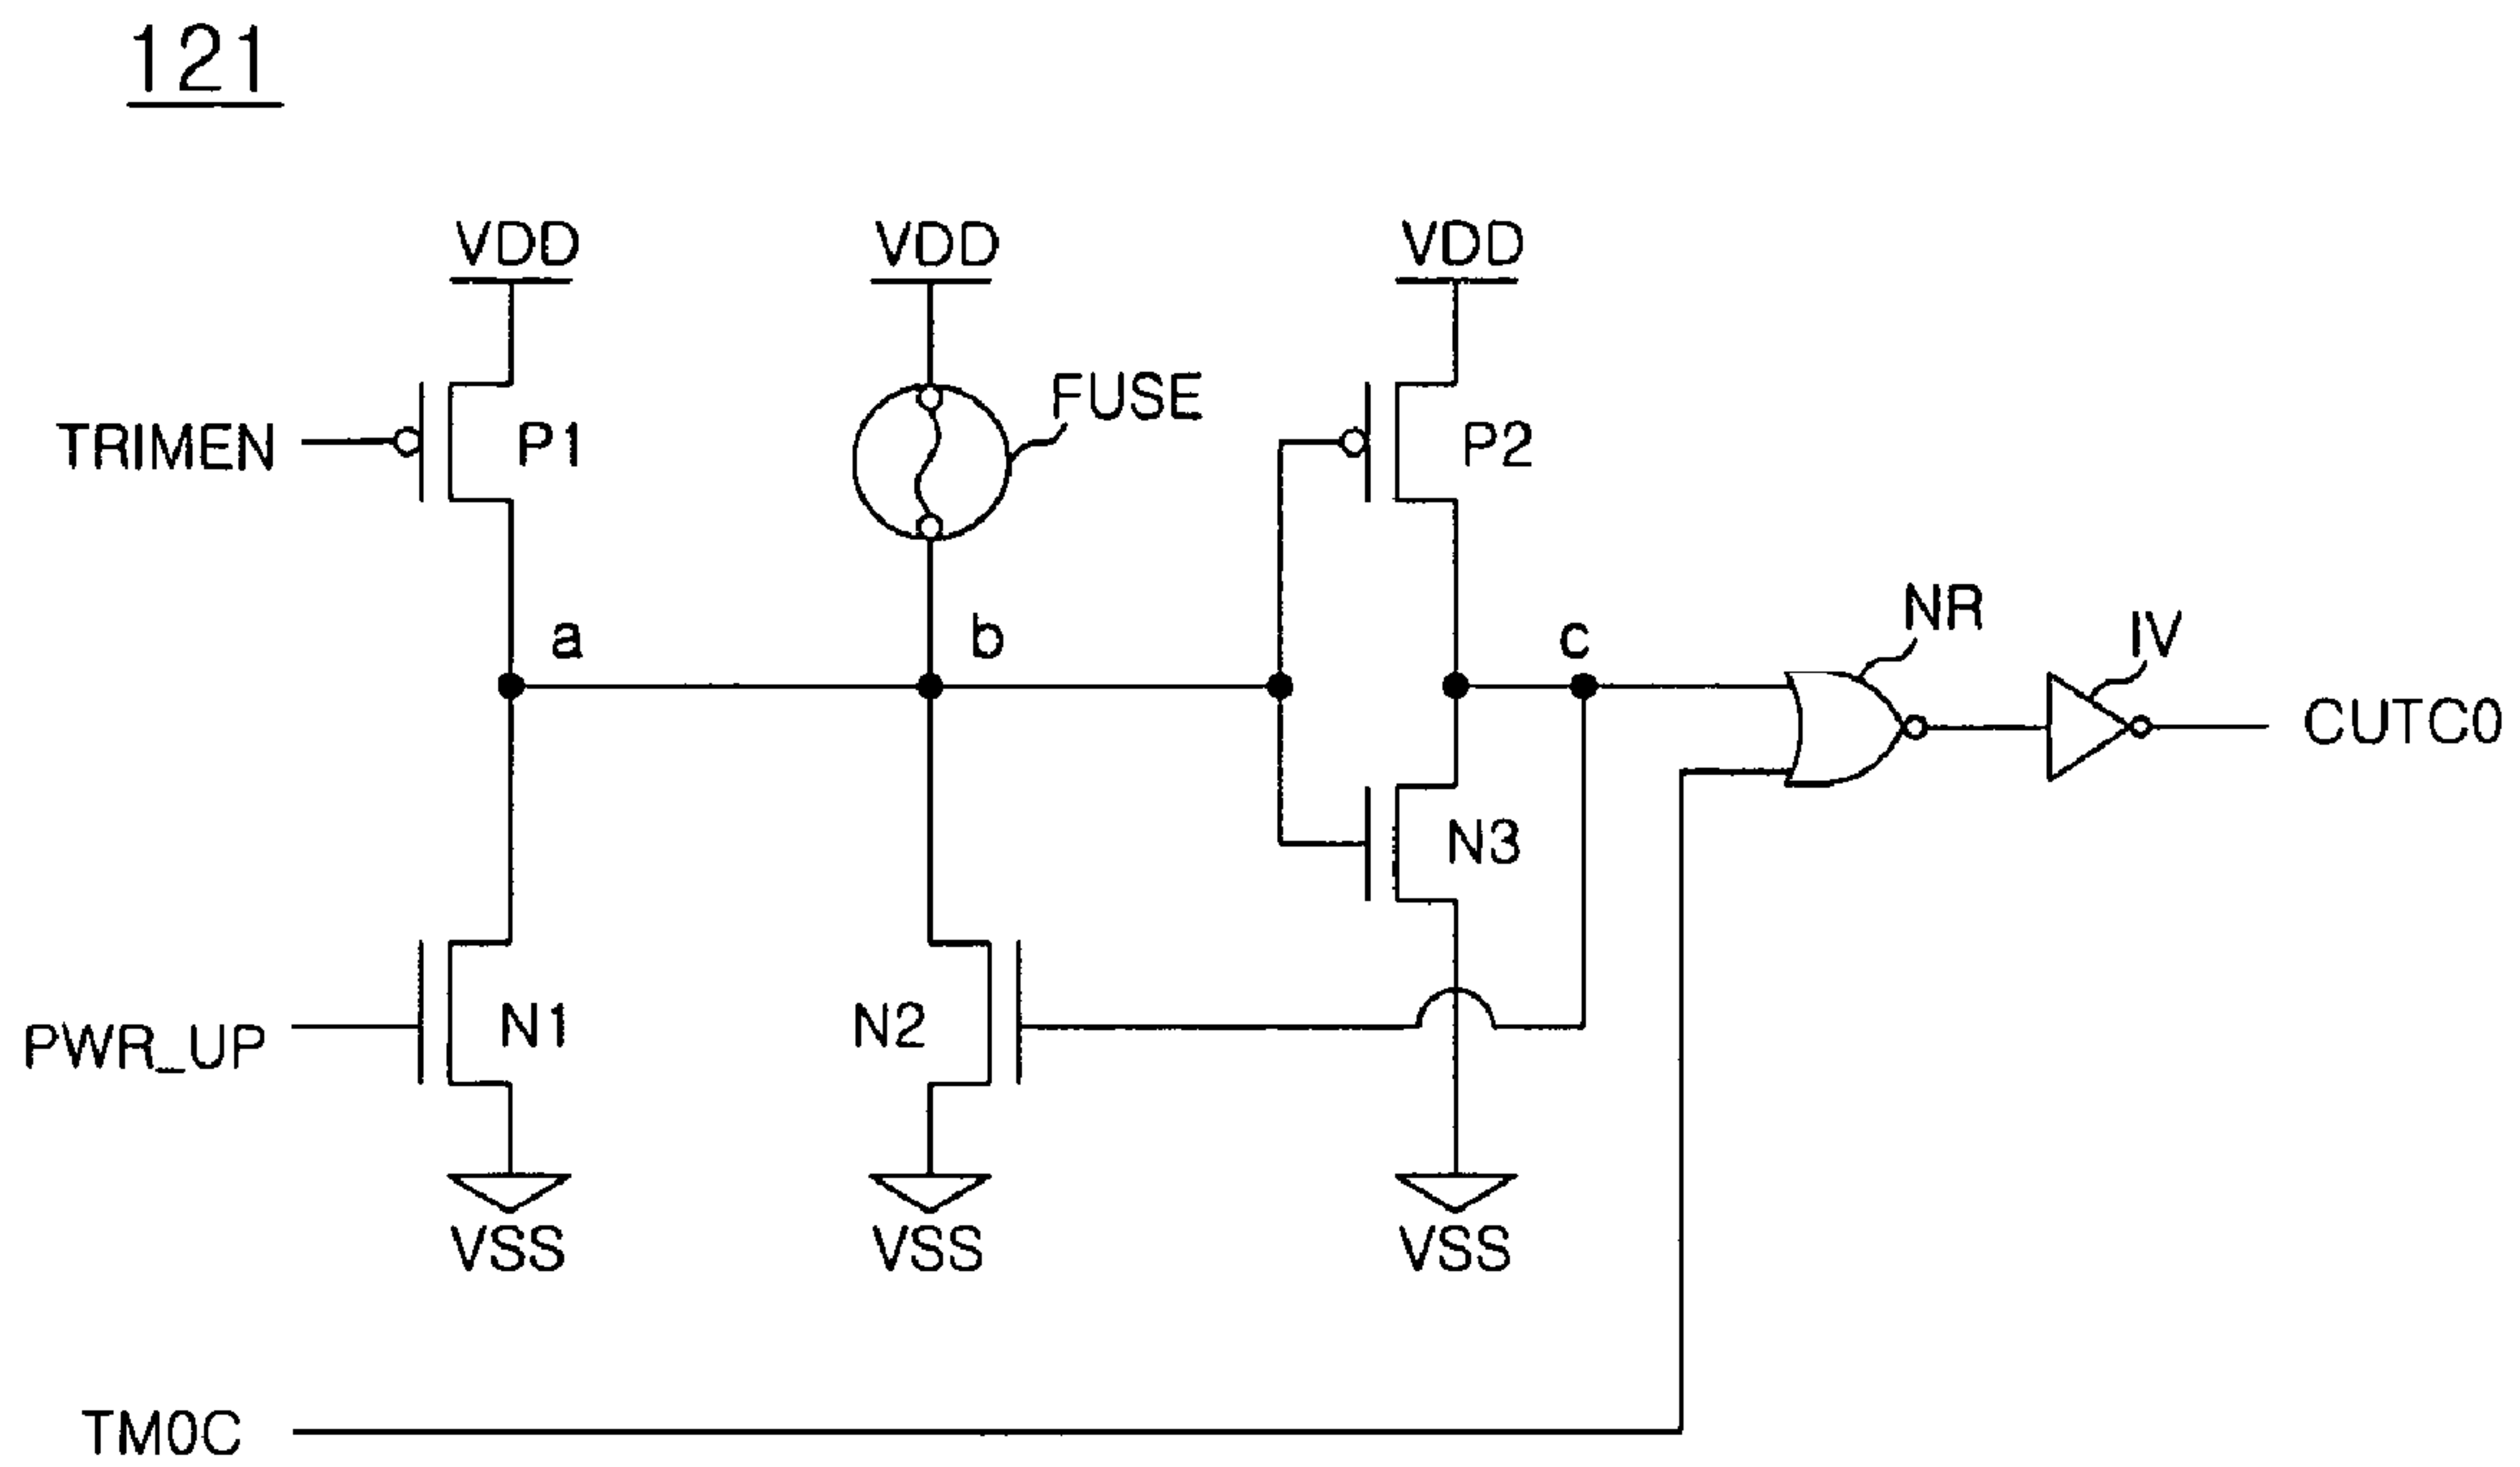 121
VDD VDD VDD
FUSE
TRIMEN P1 P2
NR
a b c IV
CUTC0
N3
PWR_UP N1 N2
VSS VSS VSS
TM0C